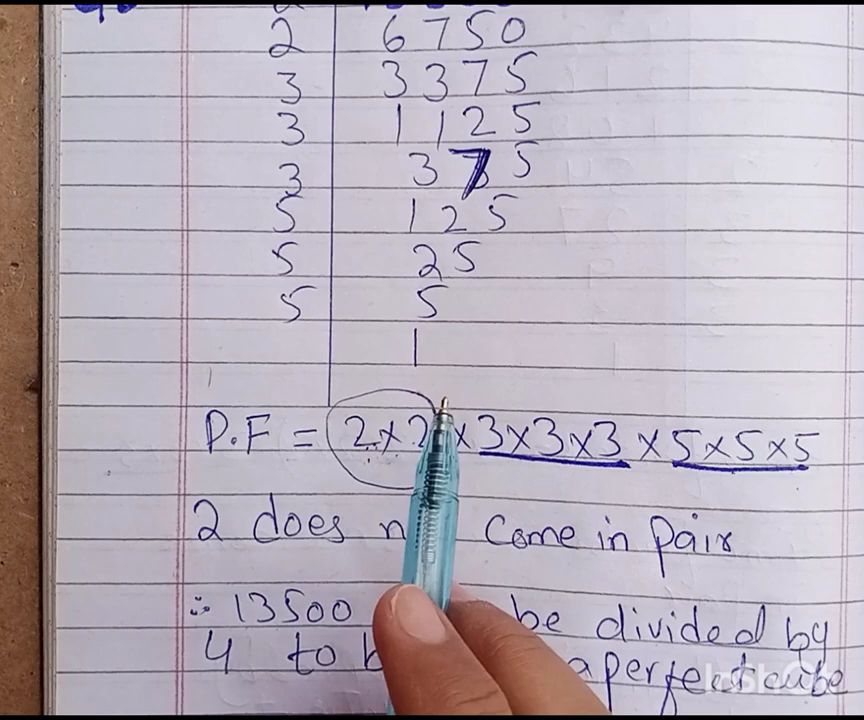 2 6750
3 3375
3 1125
3 375
5 125
5 25
5 5
1
P.F = 2×2×3×3×3×5×5×5
2 does come in pair
∴ 13500 be divided by
4 to a perfect cube